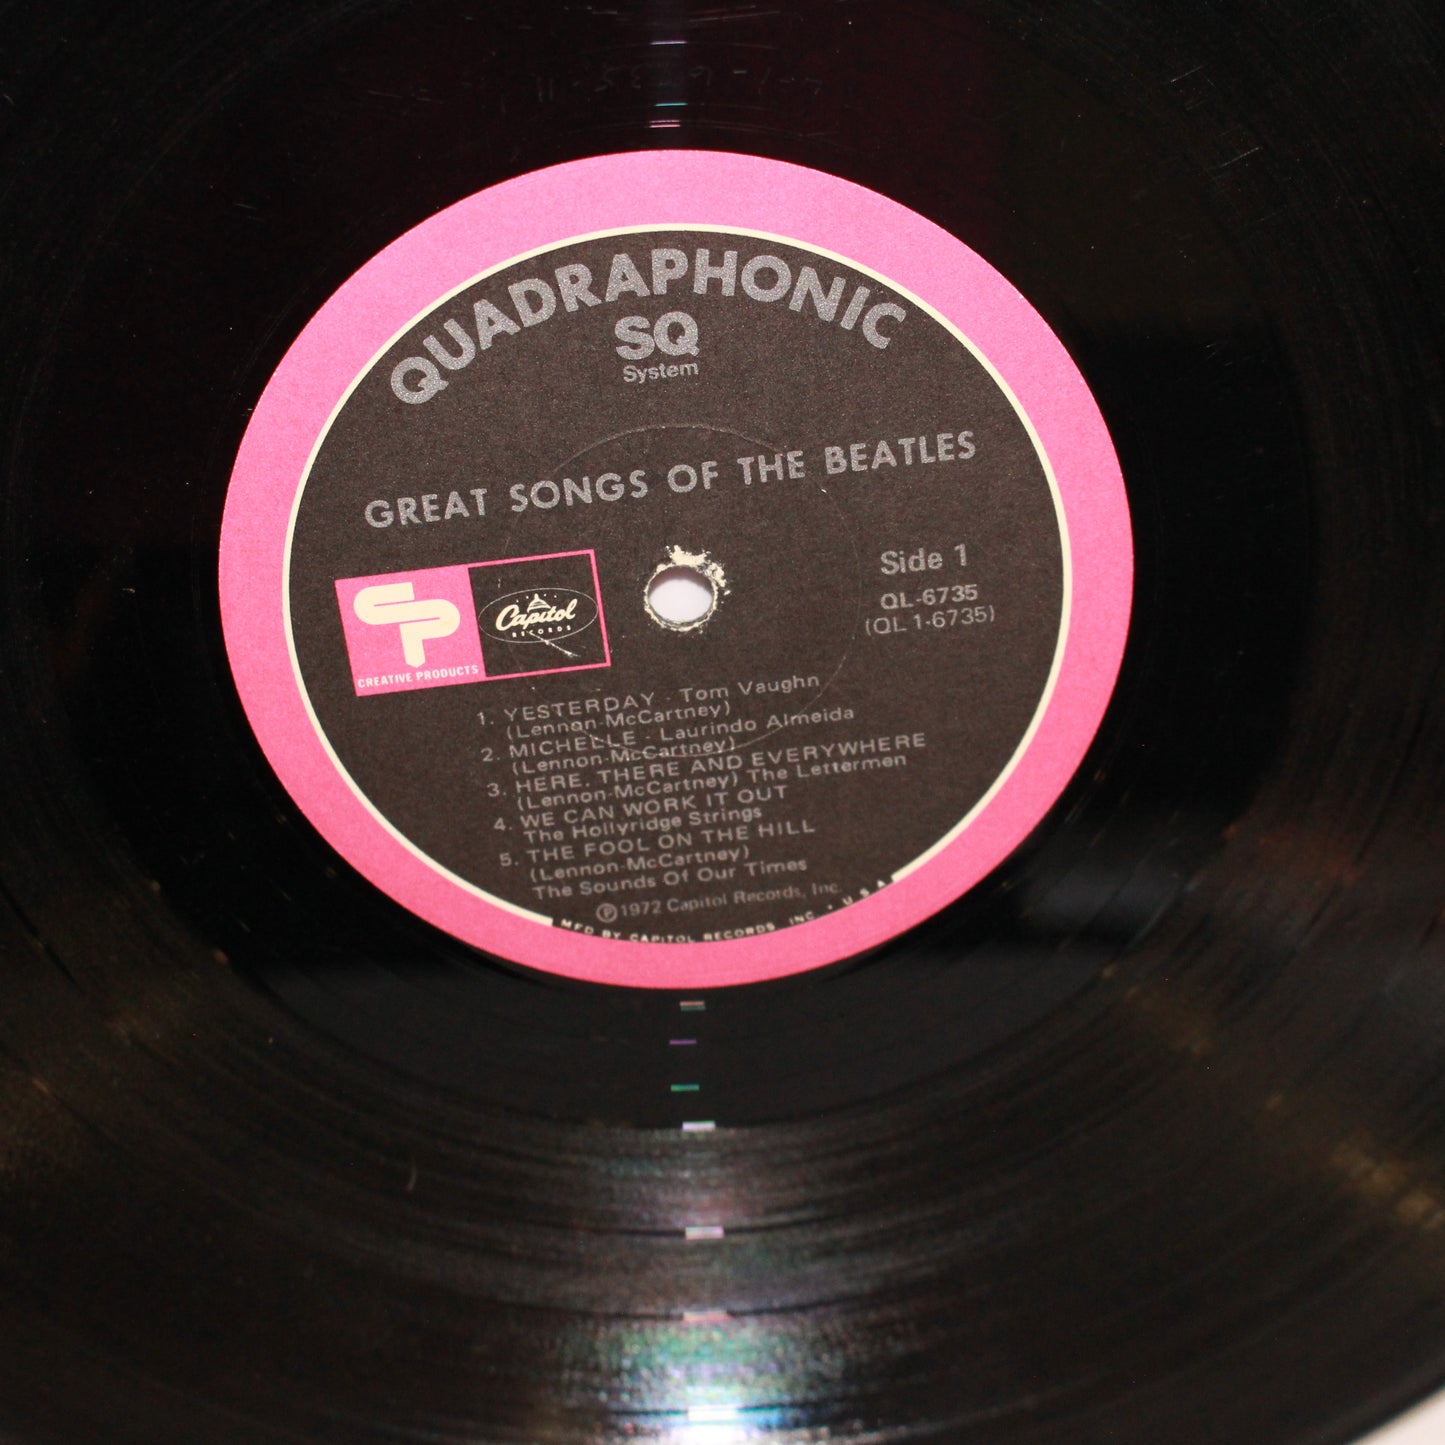 QUADRAPHONIC
SQ
System
GREAT SONGS OF THE BEATLES
Side 1
QL-6735
(QL 1-6735)
CP
CREATIVE PRODUCTS
Capitol
RECORDS
1. YESTERDAY - Tom Vaughn
(Lennon-McCartney)
2. MICHELLE - Laurindo Almeida
(Lennon-McCartney)
3. HERE, THERE AND EVERYWHERE
(Lennon-McCartney) The Lettermen
4. WE CAN WORK IT OUT
The Hollyridge Strings
5. THE FOOL ON THE HILL
(Lennon-McCartney)
The Sounds Of Our Times
℗ 1972 Capitol Records, Inc.
MFD BY CAPITOL RECORDS, INC. • U.S.A.